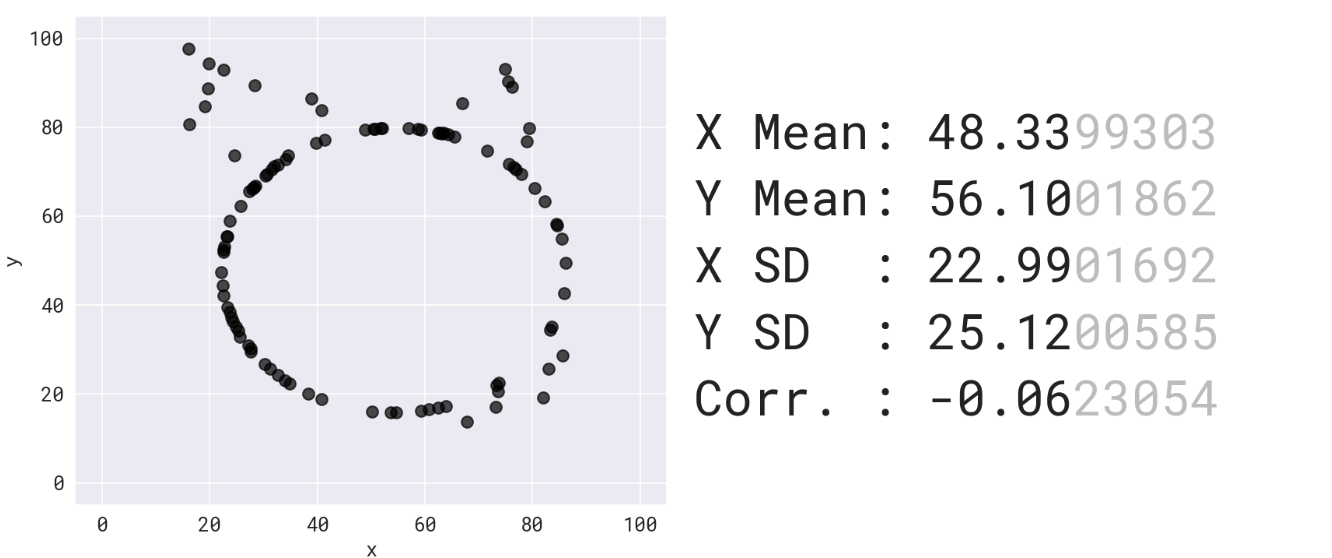 100
80
60
40
20
0
y
0 20 40 60 80 100
x
X Mean: 48.3399303
Y Mean: 56.1001862
X SD : 22.9901692
Y SD : 25.1200585
Corr. : -0.0623054